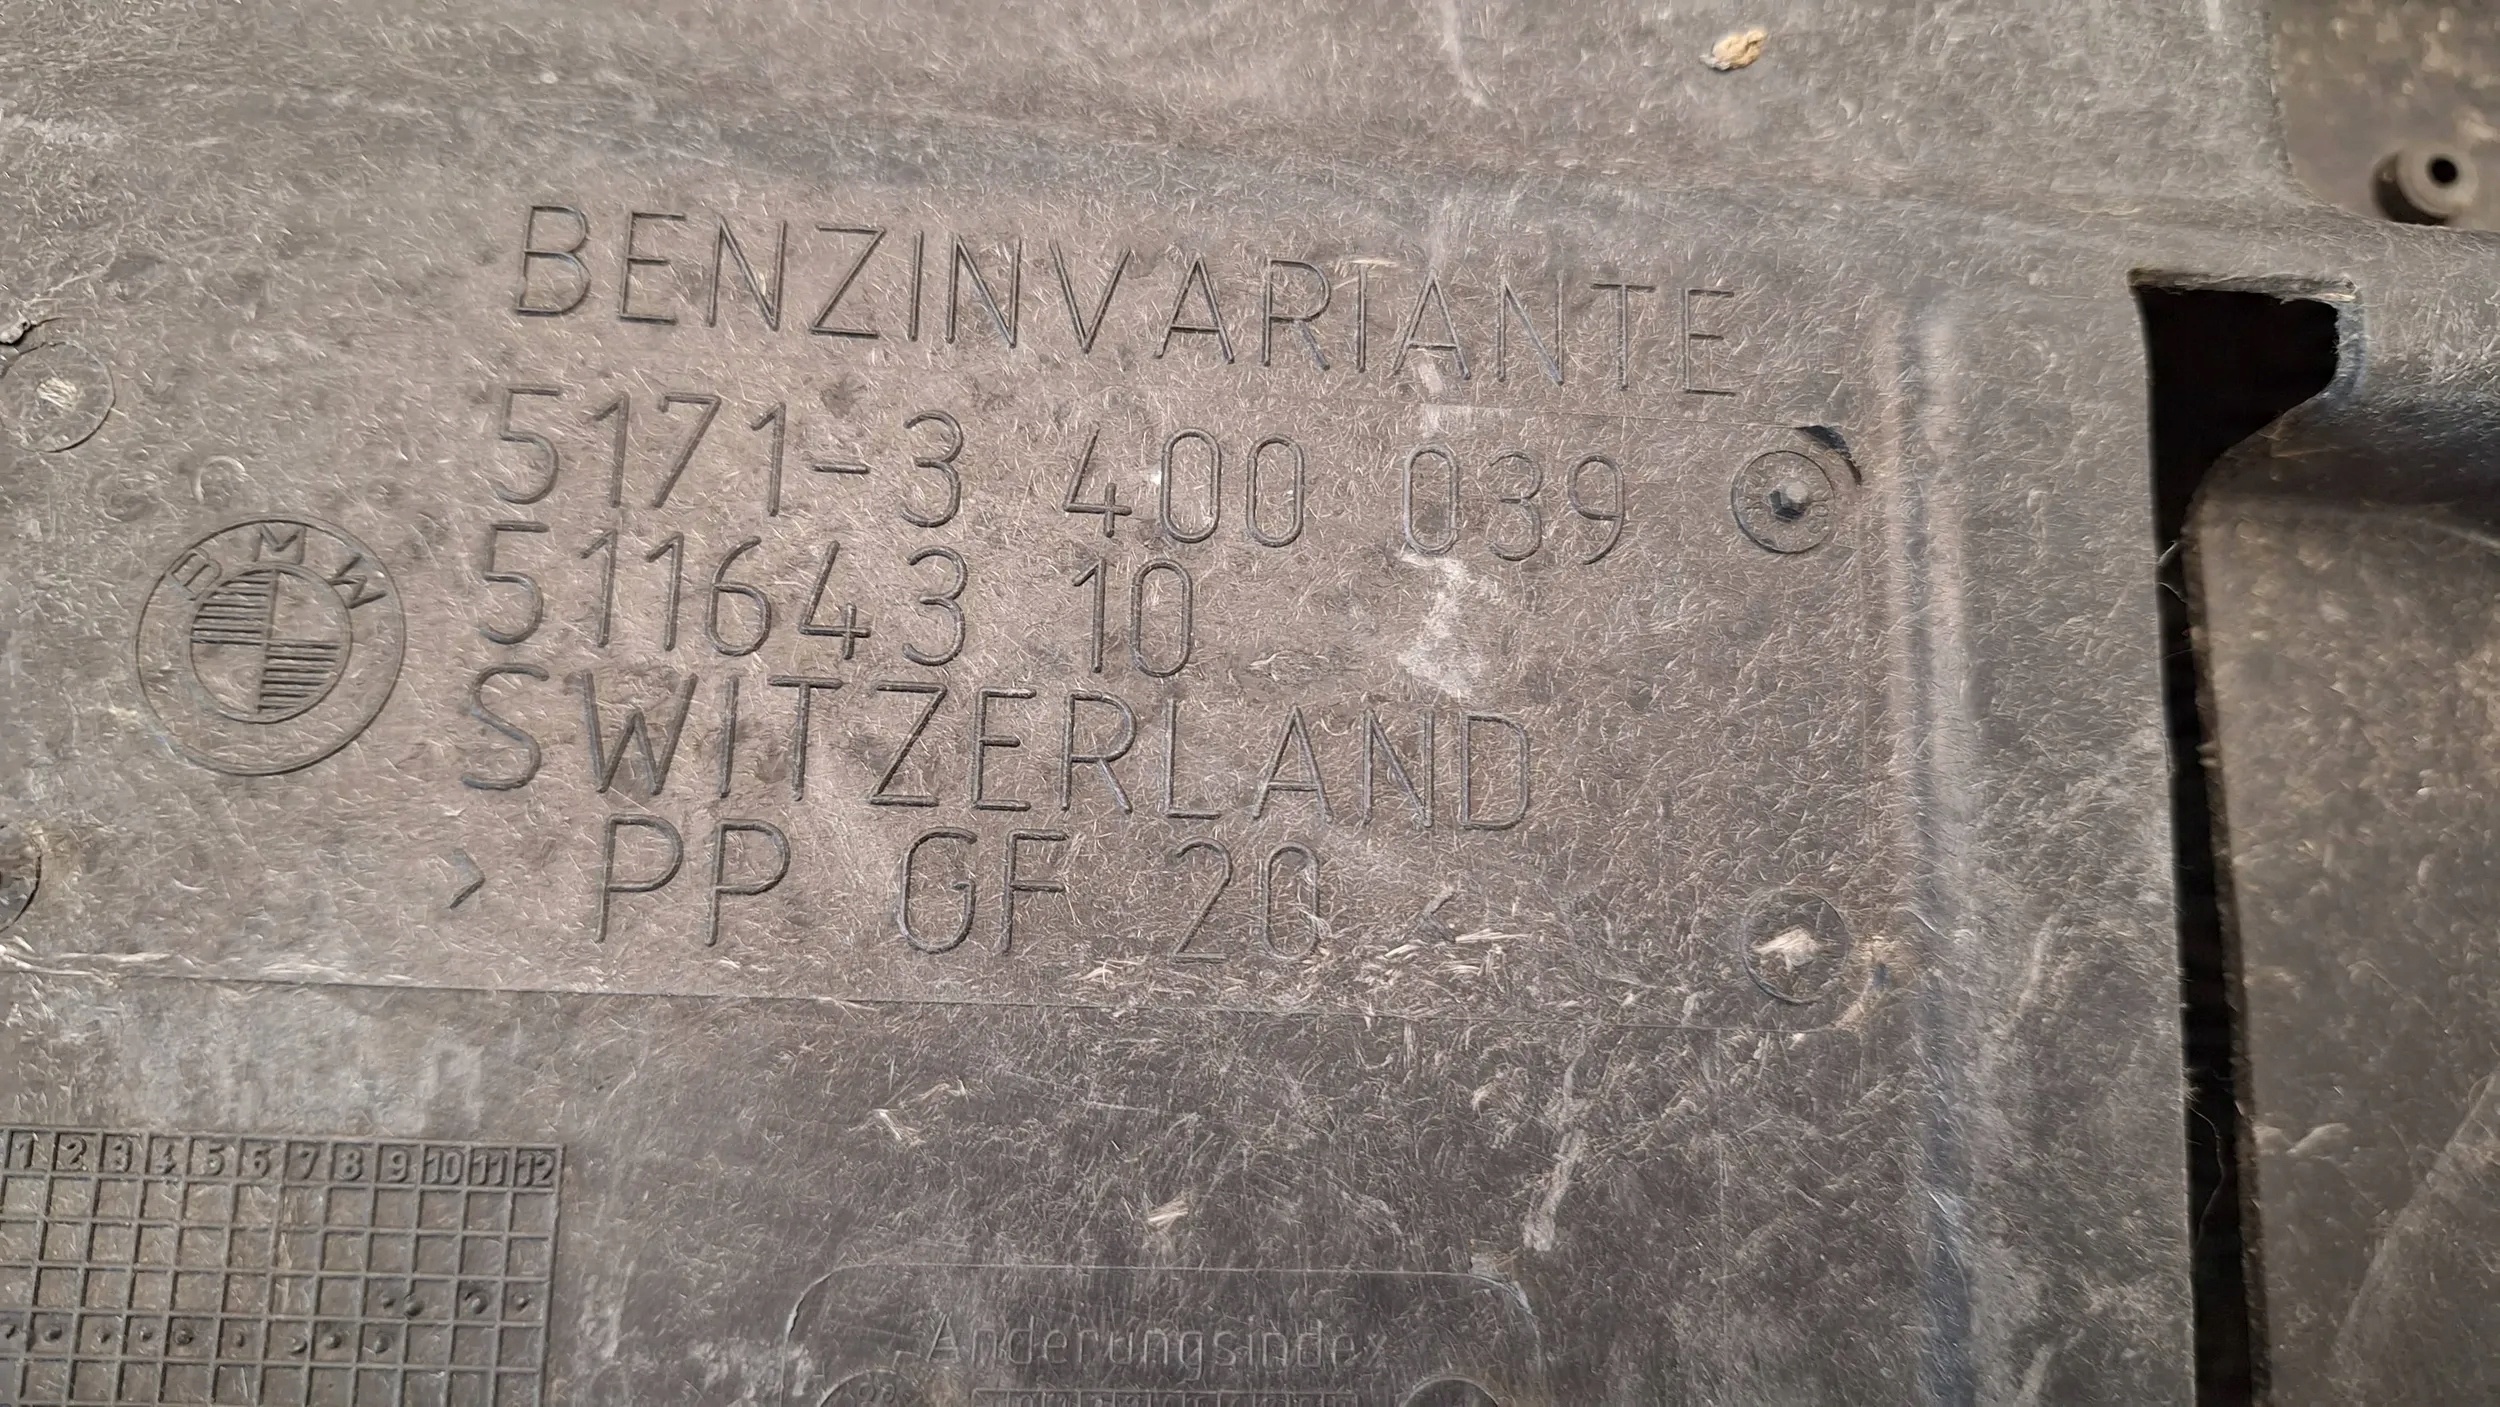 BENZINVARIANTE
5171-3 400 039
BMW
511643 10
SWITZERLAND
> PP GF 20 <
1 2 3 4 5 6 7 8 9 10 11 12
Änderungsindex